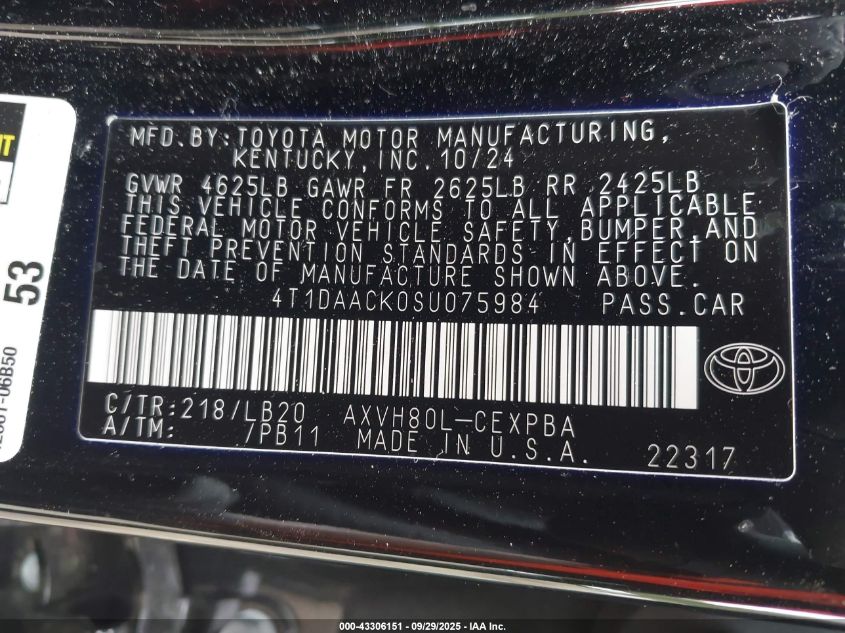 MFD.BY:TOYOTA MOTOR MANUFACTURING,
KENTUCKY,INC.10/24
GVWR 4625LB GAWR FR 2625LB RR 2425LB
THIS VEHICLE CONFORMS TO ALL APPLICABLE
FEDERAL MOTOR VEHICLE SAFETY,BUMPER,AND
THEFT PREVENTION STANDARDS IN EFFECT ON
THE DATE OF MANUFACTURE SHOWN ABOVE.
4T1DAACK0SU075984 PASS.CAR
C/TR:218/LB20 AXVH80L-CEXPBA
A/TM: /PB11 MADE IN U.S.A.
22317
53
000-43306151 - 09/29/2025 - IAA Inc.